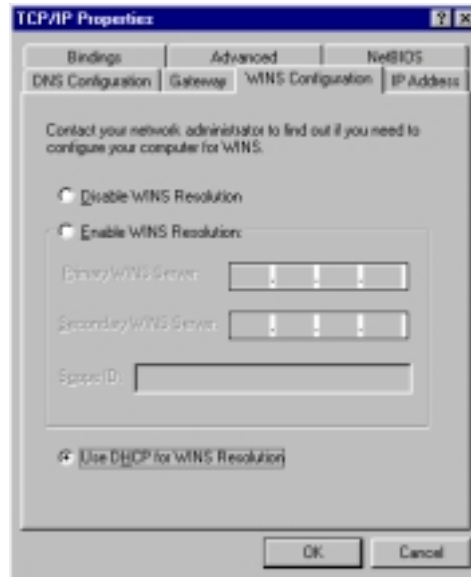 TCP/IP Properties
Bindings Advanced NetBIOS
DNS Configuration Gateway WINS Configuration IP Address
Contact your network administrator to find out if you need to
configure your computer for WINS.
Disable WINS Resolution
Enable WINS Resolution:
Primary WINS Server:
Secondary WINS Server:
Scope ID:
Use DHCP for WINS Resolution
OK Cancel